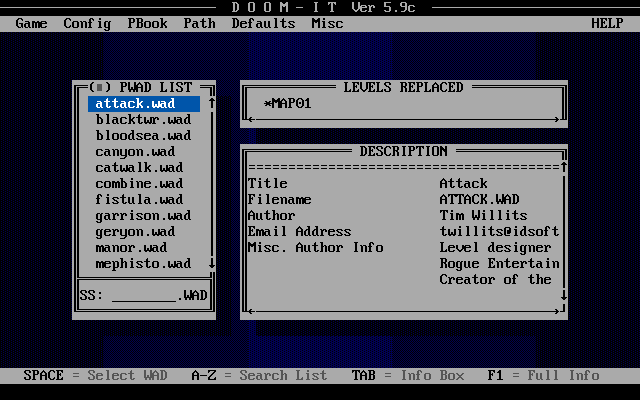 D O O M - I T  Ver 5.9c
Game  Config  PBook  Path  Defaults  Misc  HELP
(■) PWAD LIST
attack.wad
blacktwr.wad
bloodsea.wad
canyon.wad
catwalk.wad
combine.wad
fistula.wad
garrison.wad
geryon.wad
manor.wad
mephisto.wad
SS: ________.WAD
LEVELS REPLACED
*MAP01
DESCRIPTION
=======================================
Title  Attack
Filename  ATTACK.WAD
Author  Tim Willits
Email Address  twillits@idsoft
Misc. Author Info  Level designer
Rogue Entertain
Creator of the
SPACE = Select WAD  A-Z = Search List  TAB = Info Box  F1 = Full Info